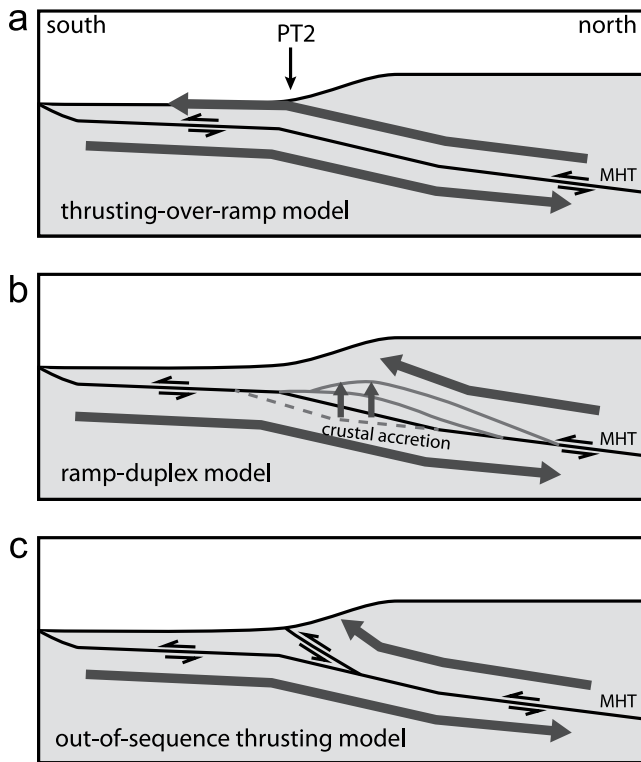 a
south
PT2
north
MHT
thrusting-over-ramp model
b
crustal accretion
MHT
ramp-duplex model
c
MHT
out-of-sequence thrusting model